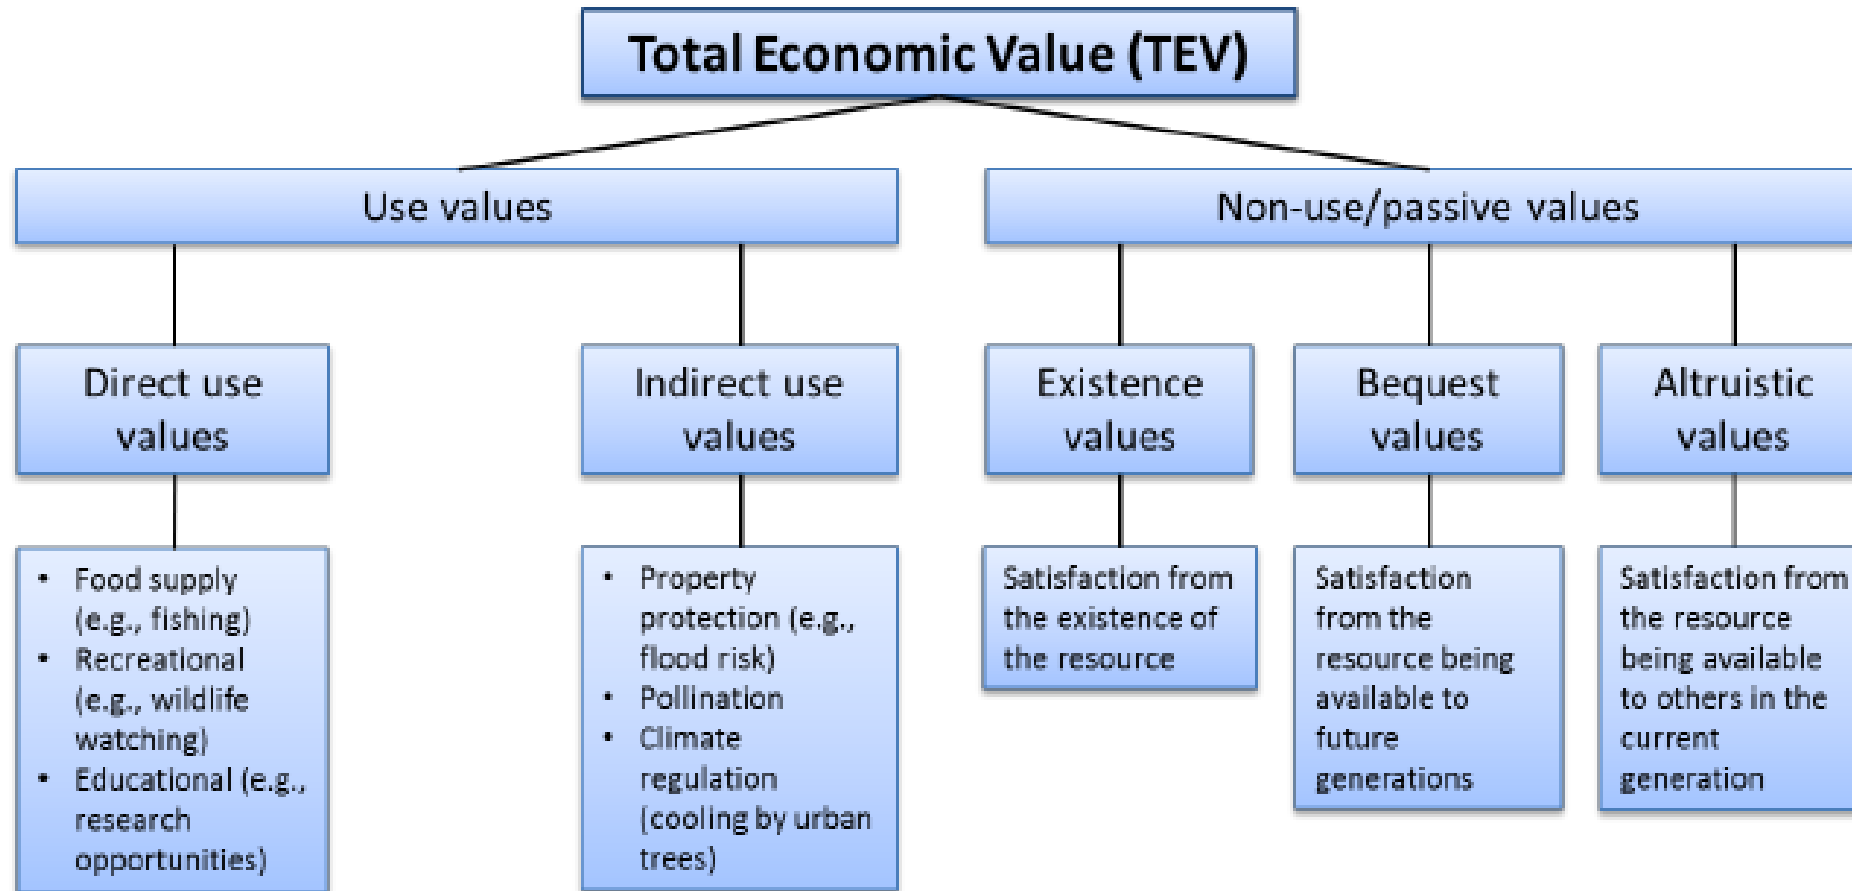 Total Economic Value (TEV)
Use values
Non-use/passive values
Direct use
values
Indirect use
values
Existence
values
Bequest
values
Altruistic
values
• Food supply
(e.g., fishing)
• Recreational
(e.g., wildlife
watching)
• Educational (e.g.,
research
opportunities)
• Property
protection (e.g.,
flood risk)
• Pollination
• Climate
regulation
(cooling by urban
trees)
Satisfaction from
the existence of
the resource
Satisfaction
from the
resource being
available to
future
generations
Satisfaction from
the resource
being available
to others in the
current
generation